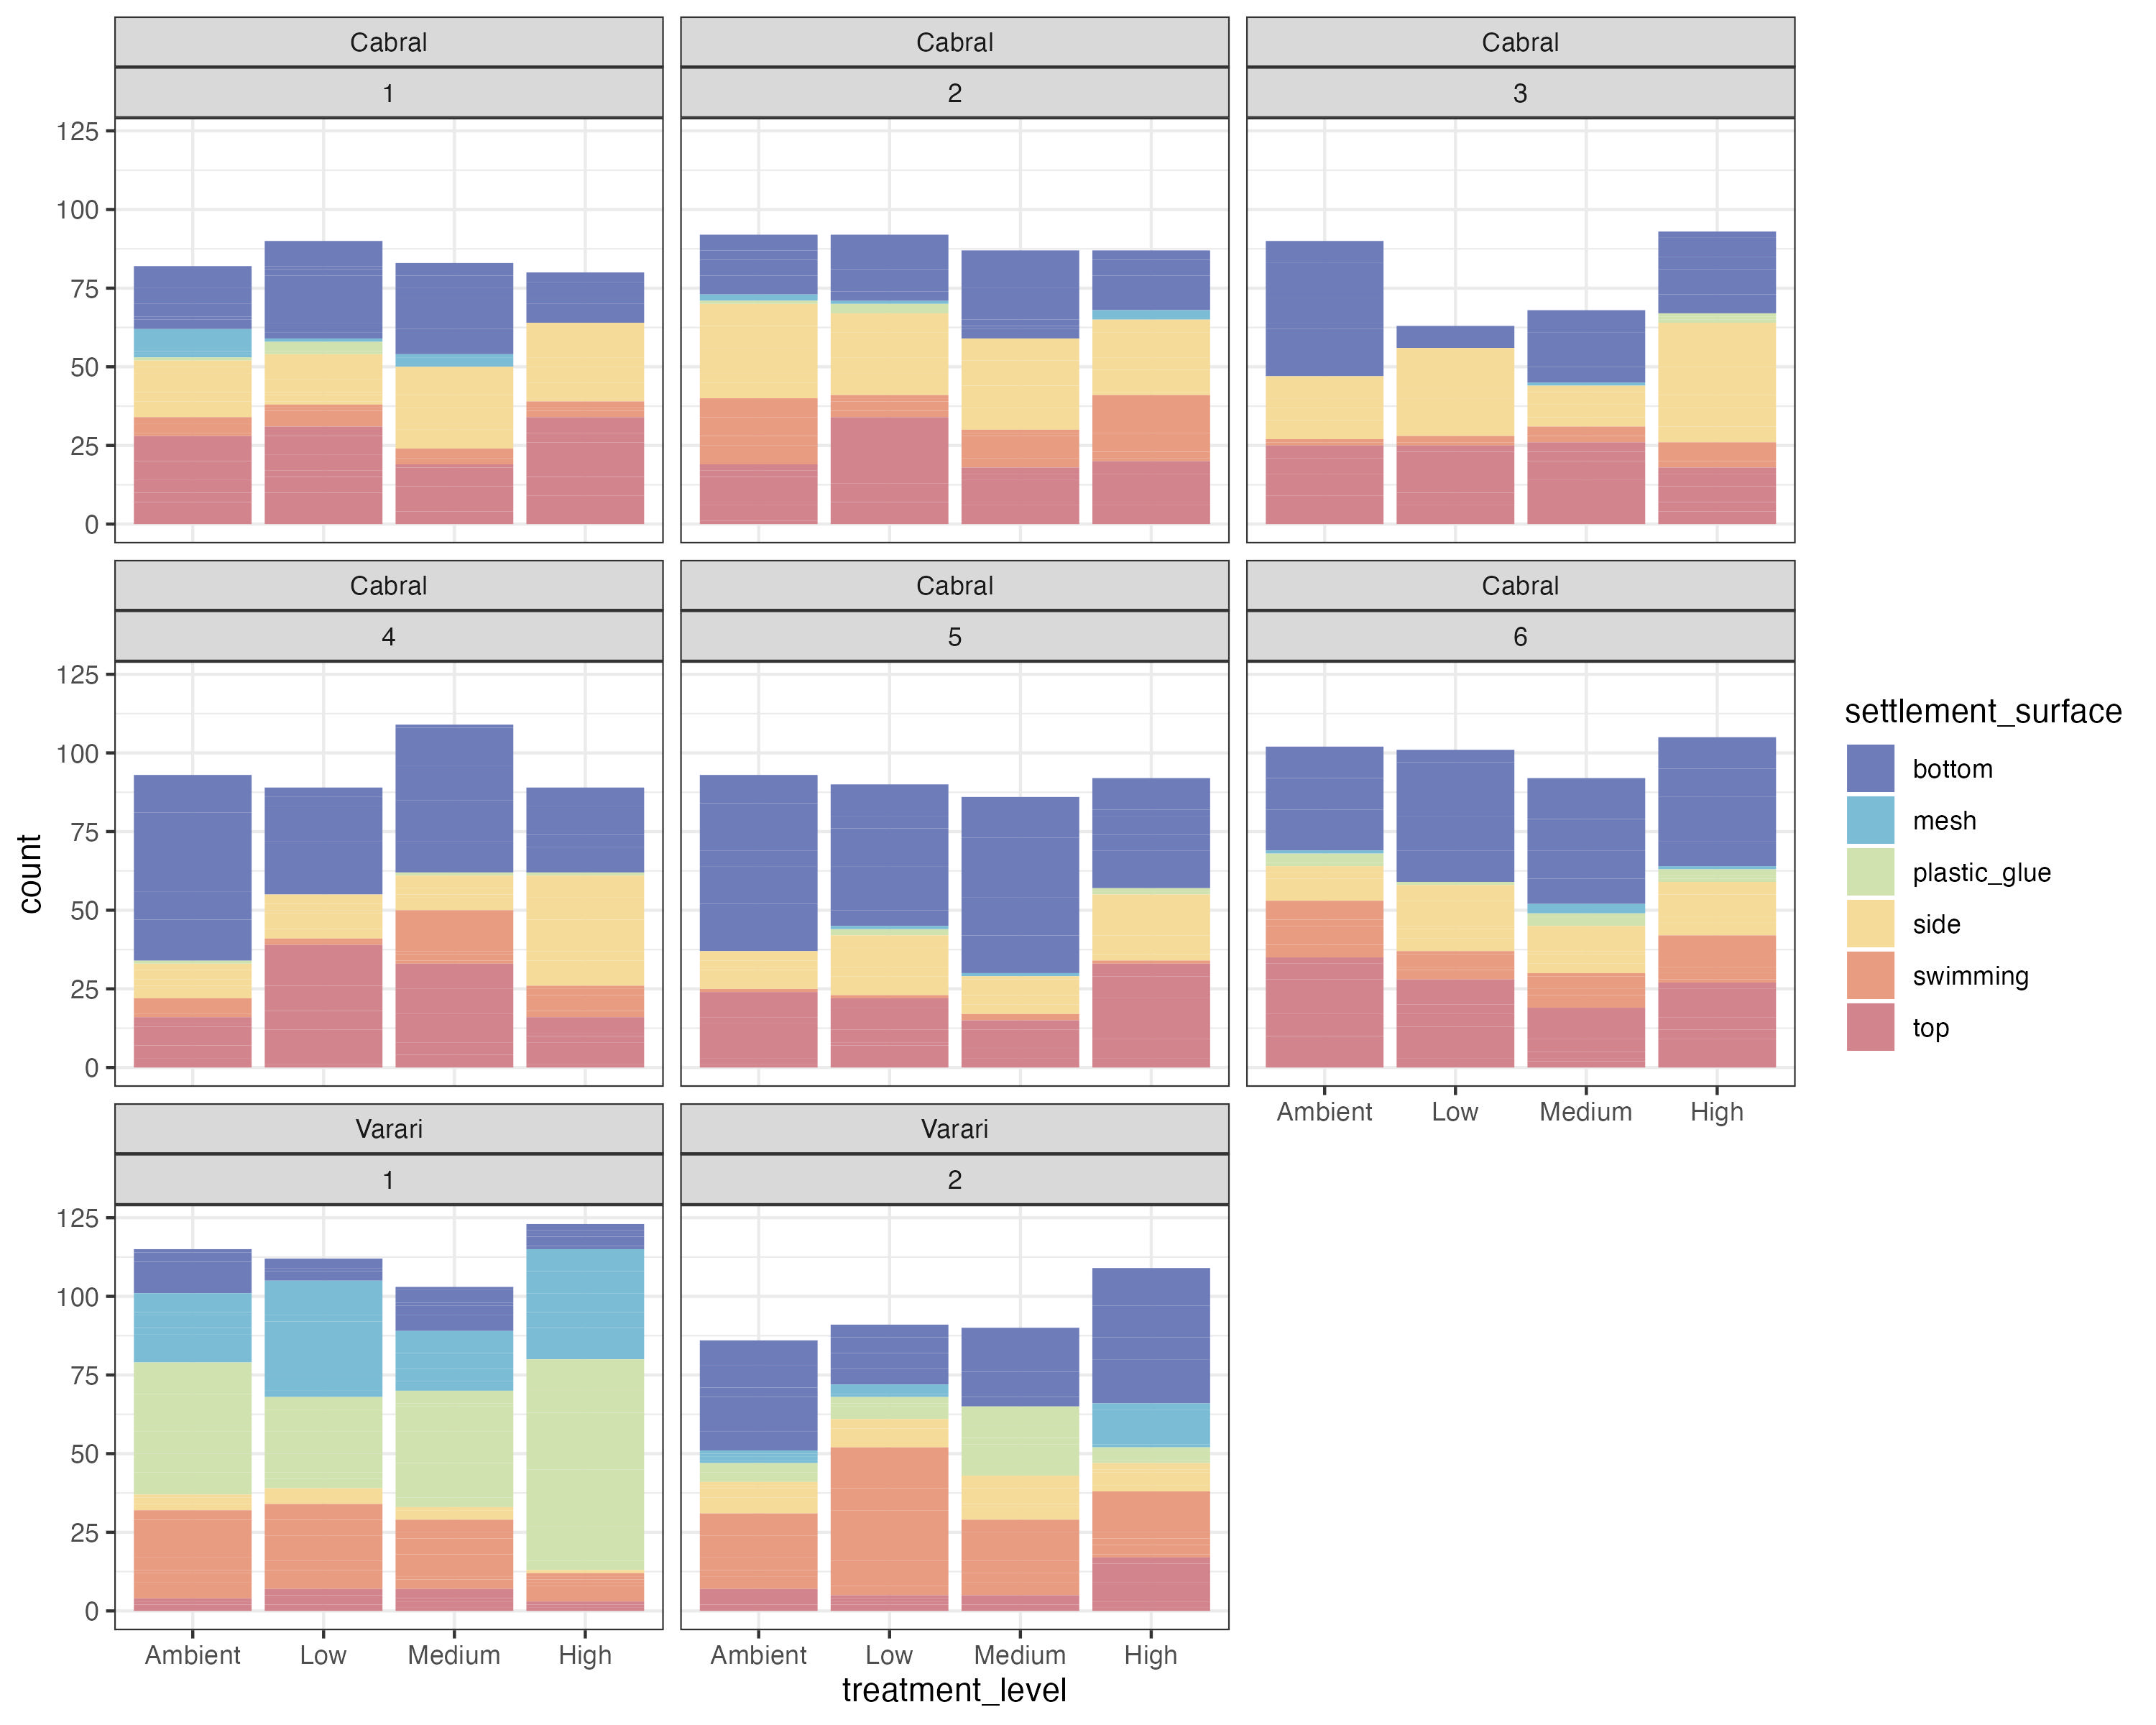 Cabral
1
Cabral
2
Cabral
3
125
100
75
50
25
0
Cabral
4
Cabral
5
Cabral
6
125
100
75
50
25
0
Ambient Low Medium High
Varari
1
Varari
2
125
100
75
50
25
0
Ambient Low Medium High
Ambient Low Medium High
treatment_level
count
settlement_surface
bottom
mesh
plastic_glue
side
swimming
top